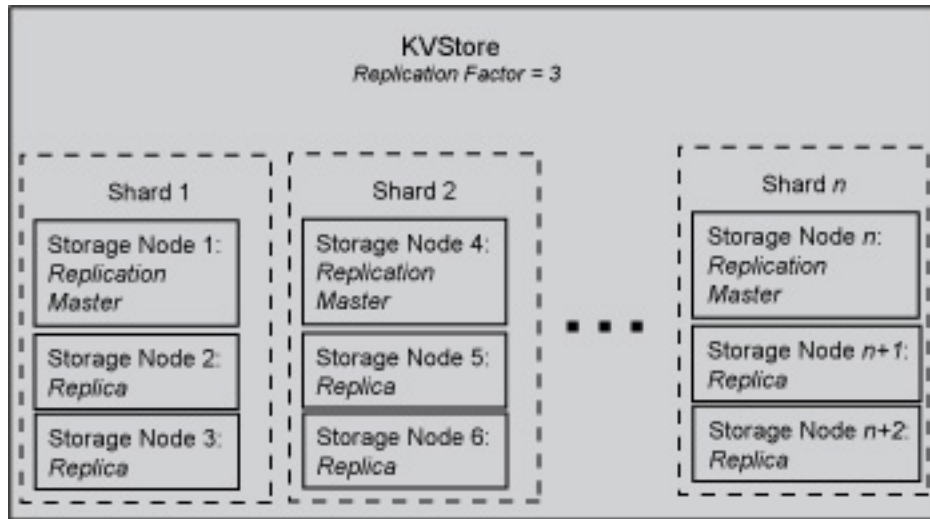 KVStore
Replication Factor = 3
Shard 1
Storage Node 1:
Replication
Master
Storage Node 2:
Replica
Storage Node 3:
Replica
Shard 2
Storage Node 4:
Replication
Master
Storage Node 5:
Replica
Storage Node 6:
Replica
Shard n
Storage Node n:
Replication
Master
Storage Node n+1:
Replica
Storage Node n+2:
Replica